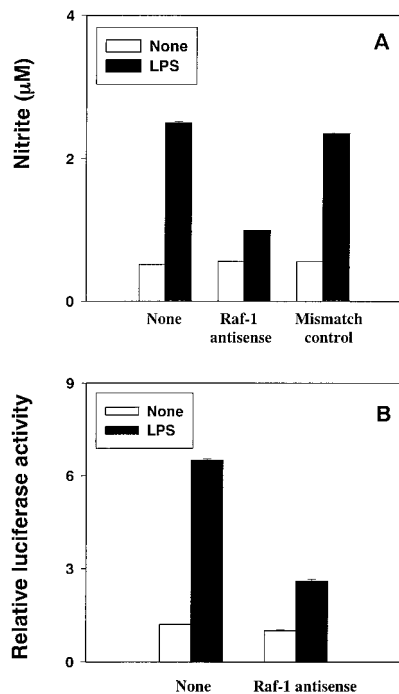 A
None
LPS
Nitrite (μM)
4
2
0
None
Raf-1
antisense
Mismatch
control
B
None
LPS
Relative luciferase activity
9
6
3
0
None
Raf-1 antisense